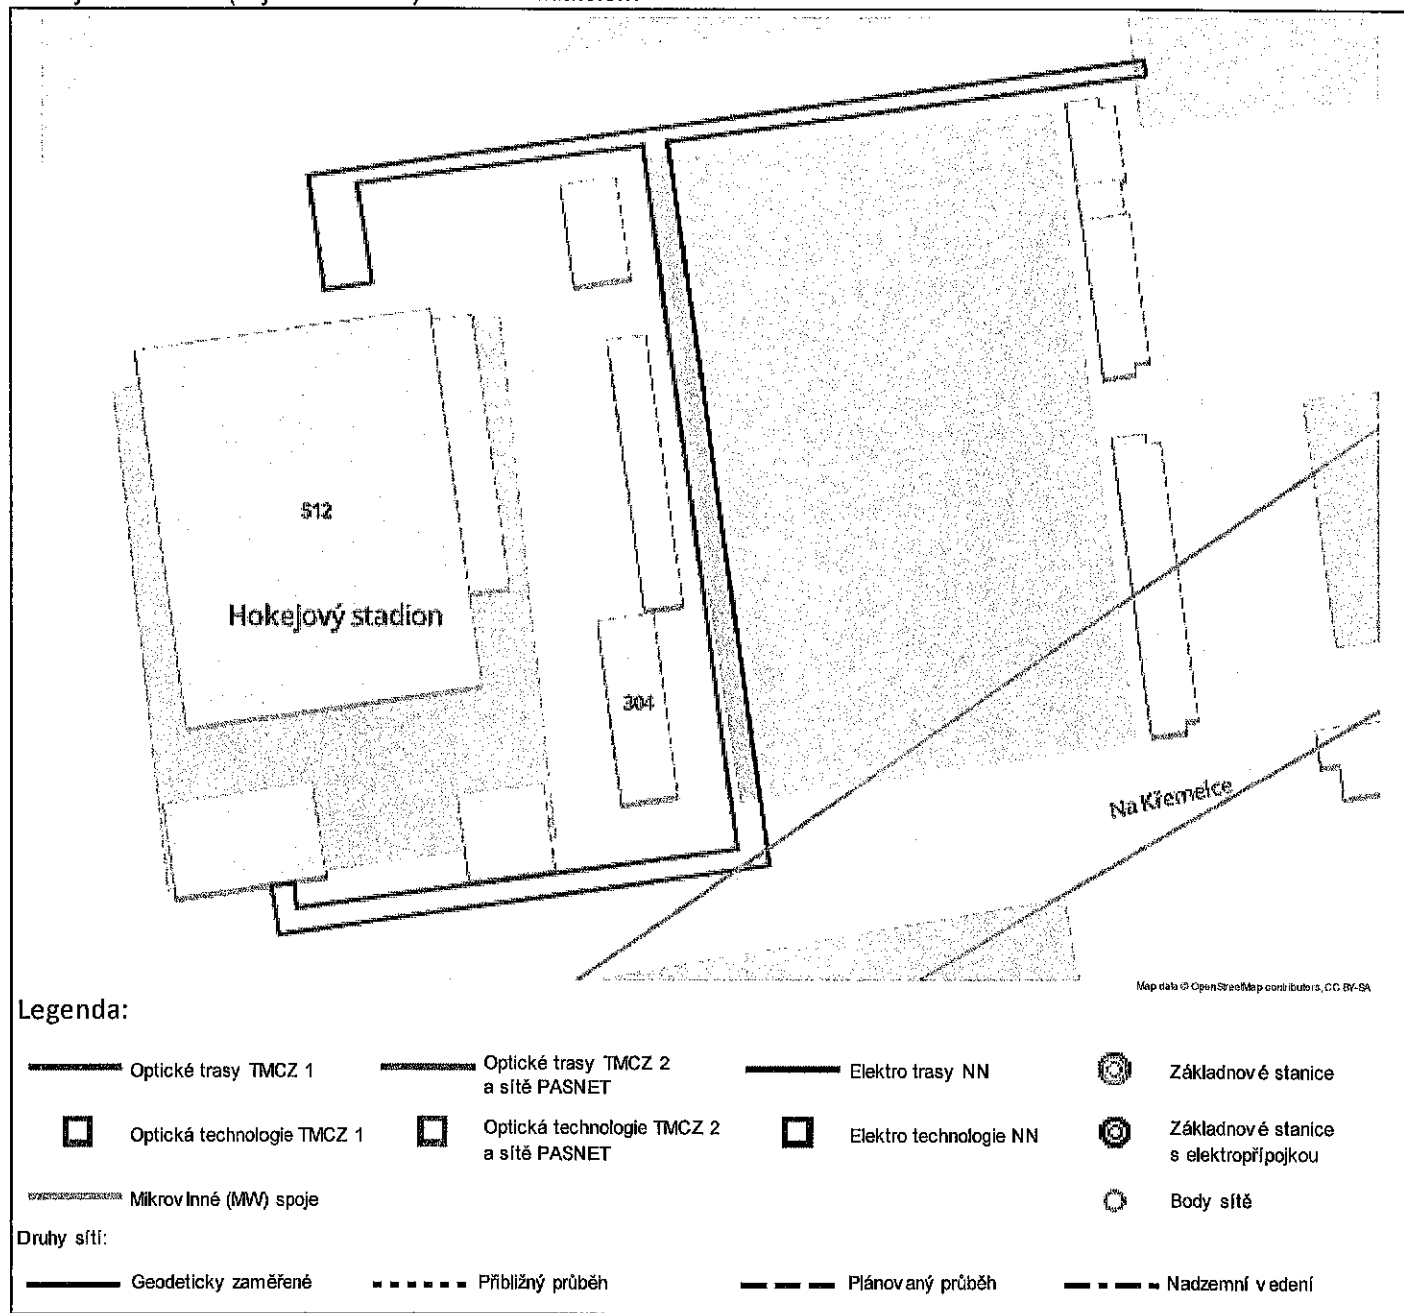 512
Hokejový stadion
304
Na Křemelce
Map data © OpenStreetMap contributors, CC BY-SA
Legenda:
Optické trasy TMCZ 1
Optické trasy TMCZ 2
a sítě PASNET
Elektro trasy NN
Základnové stanice
Optická technologie TMCZ 1
Optická technologie TMCZ 2
a sítě PASNET
Elektro technologie NN
Základnové stanice
s elektropřípojkou
Mikrovlnné (MW) spoje
Body sítě
Druhy sítí:
Geodeticky zaměřené
Přibližný průběh
Plánovaný průběh
Nadzemní vedení